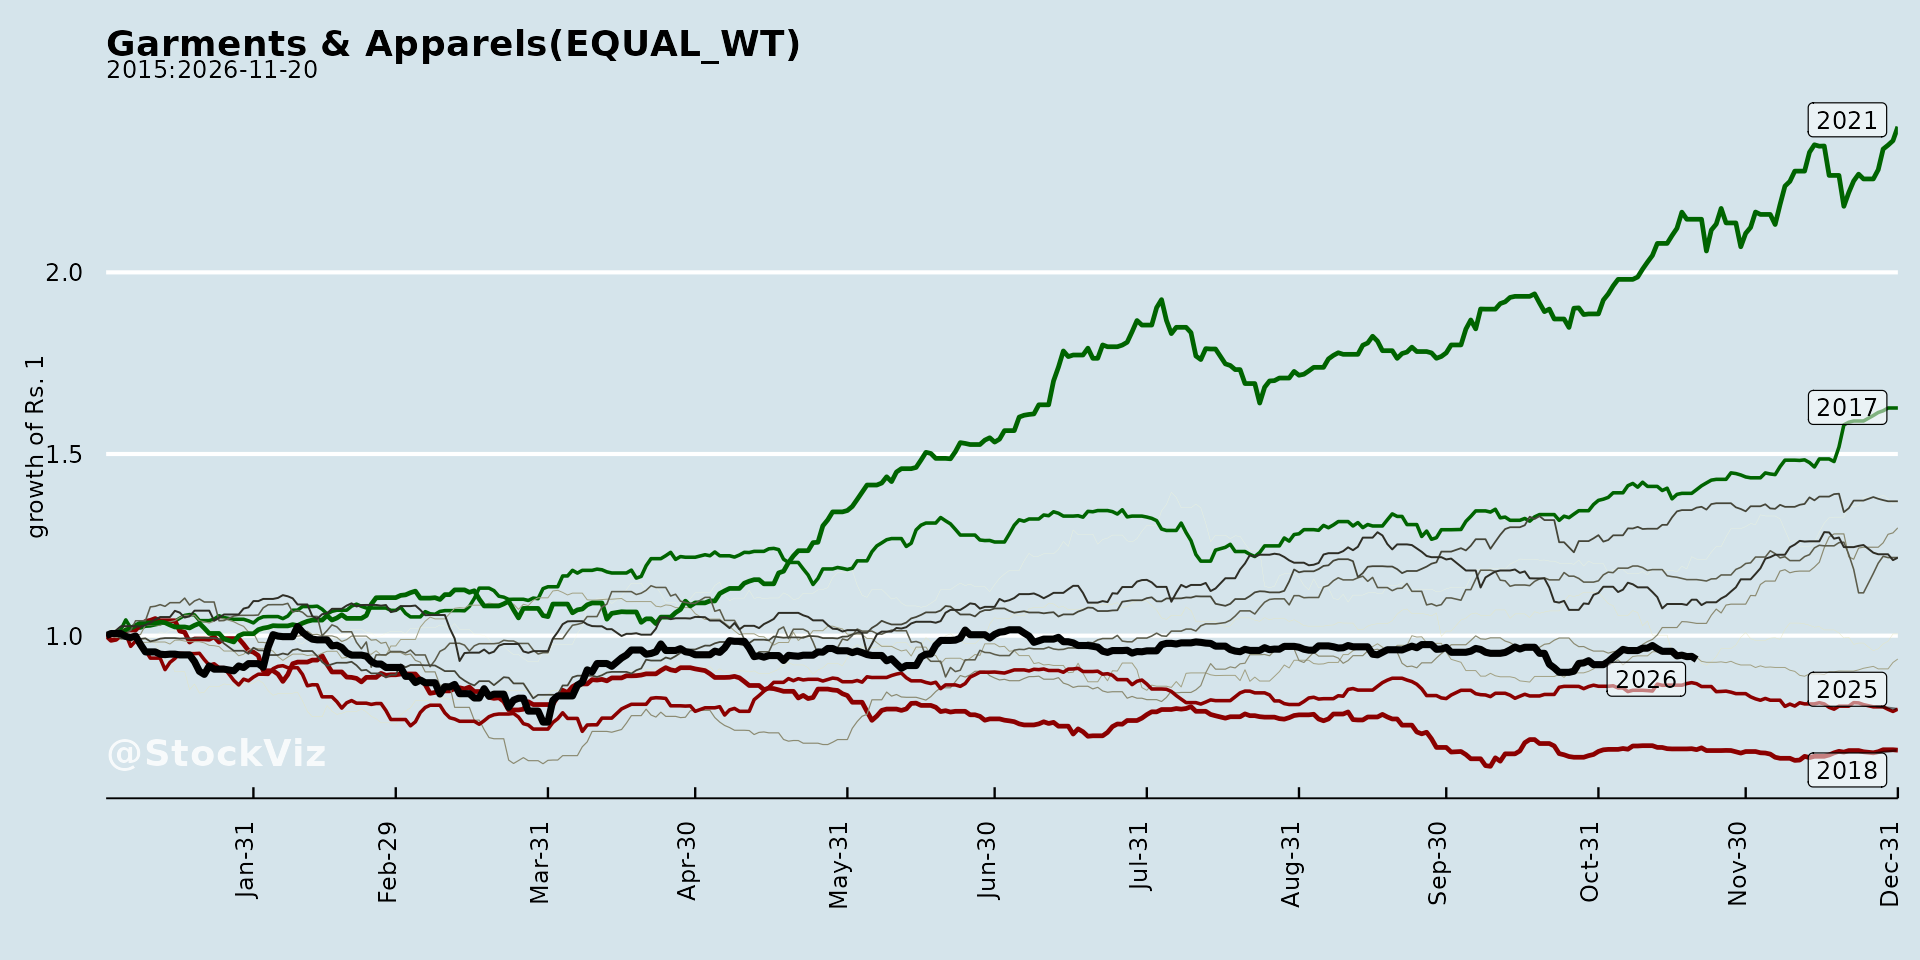 Garments & Apparels(EQUAL_WT)
2015:2026-11-20
growth of Rs. 1
2.0
1.5
1.0
2021
2017
2026
2025
2018
@StockViz
Jan-31
Feb-29
Mar-31
Apr-30
May-31
Jun-30
Jul-31
Aug-31
Sep-30
Oct-31
Nov-30
Dec-31